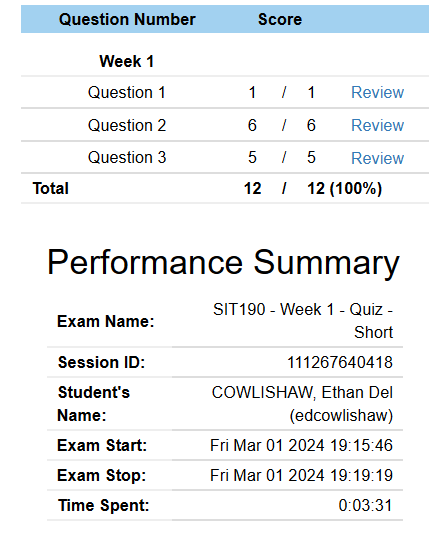 Question Number Score
Week 1
Question 1 1 / 1 Review
Question 2 6 / 6 Review
Question 3 5 / 5 Review
Total 12 / 12 (100%)
Performance Summary
Exam Name: SIT190 - Week 1 - Quiz -
Short
Session ID: 111267640418
Student's
Name:
COWLISHAW, Ethan Del
(edcowlishaw)
Exam Start: Fri Mar 01 2024 19:15:46
Exam Stop: Fri Mar 01 2024 19:19:19
Time Spent: 0:03:31